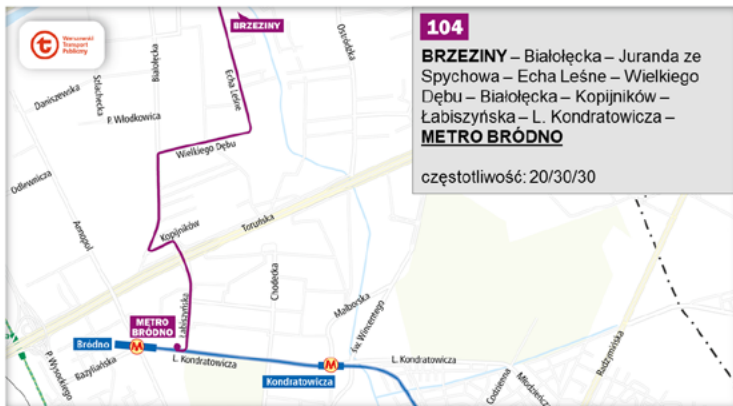 Warszawski
Transport
Publiczny
BRZEZINY
Ostródzka
Białołęcka
Szlachecka
Daniszewska
Echa Leśne
P. Włodkowica
Wielkiego Dębu
Odlewnicza
Annopol
Kopijników
Toruńska
Chodecka
Łabiszyńska
Malborska
św. Wincentego
METRO
BRÓDNO
Bródno
M
L. Kondratowicza
M
L. Kondratowicza
Kondratowicza
P. Wysockiego
Bazyliańska
Codzienna
Młodzieńcza
Radzymińska
104
BRZEZINY – Białołęcka – Juranda ze
Spychowa – Echa Leśne – Wielkiego
Dębu – Białołęcka – Kopijników –
Łabiszyńska – L. Kondratowicza –
METRO BRÓDNO
częstotliwość: 20/30/30